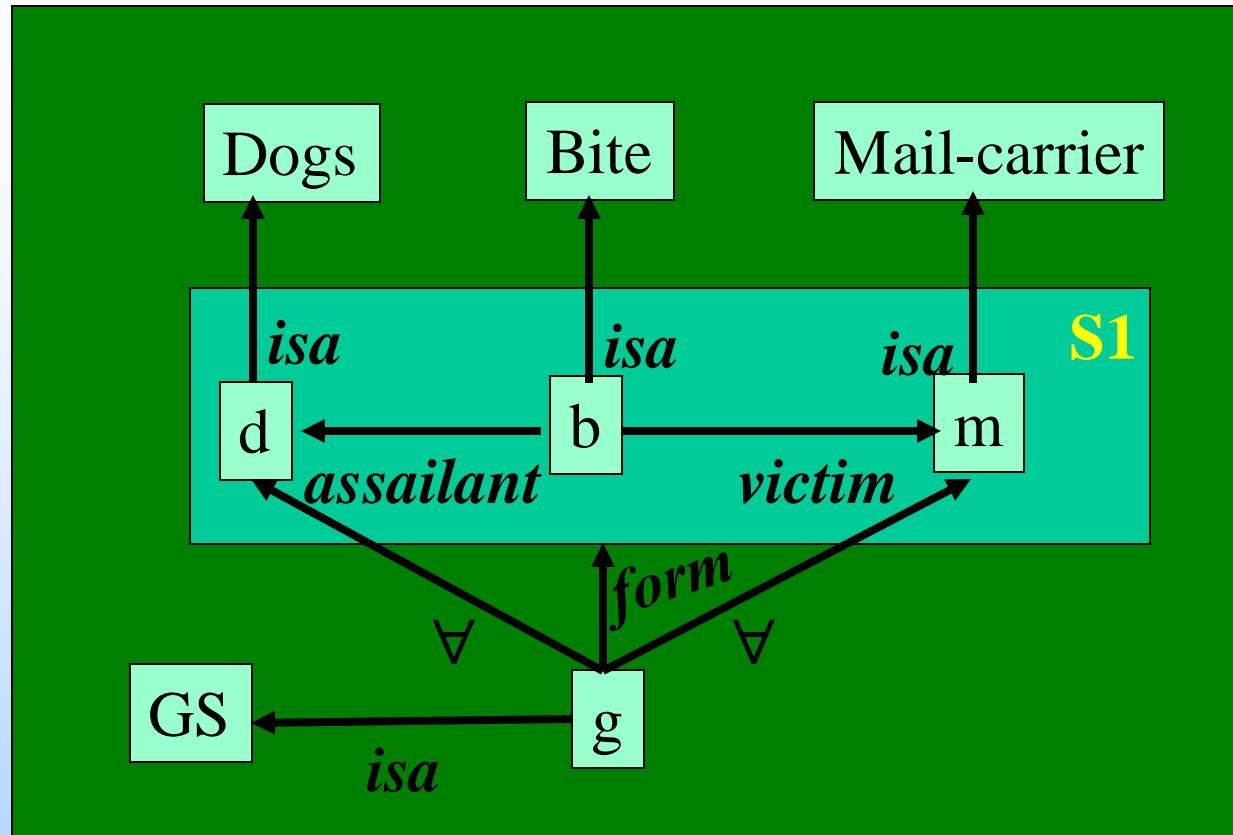 Dogs Bite Mail-carrier
S1
isa isa isa
d b m
assailant victim
form
∀ ∀
GS g
isa